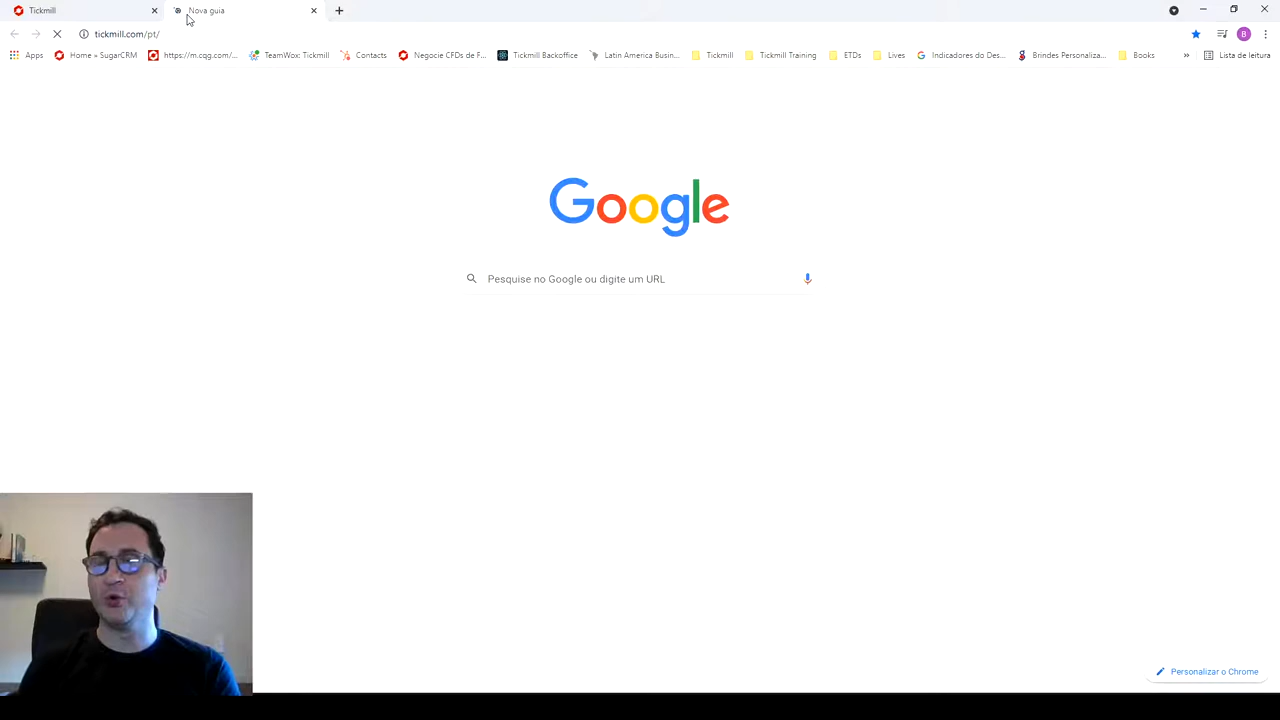 Tickmill
Nova guia
tickmill.com/pt/
Apps
Home » SugarCRM
https://m.cqg.com/...
TeamWox: Tickmill
Contacts
Negocie CFDs de F...
Tickmill Backoffice
Latin America Busin...
Tickmill
Tickmill Training
ETDs
Lives
Indicadores do Des...
Brindes Personaliza...
Books
»
Lista de leitura
B
Google
Pesquise no Google ou digite um URL
Personalizar o Chrome